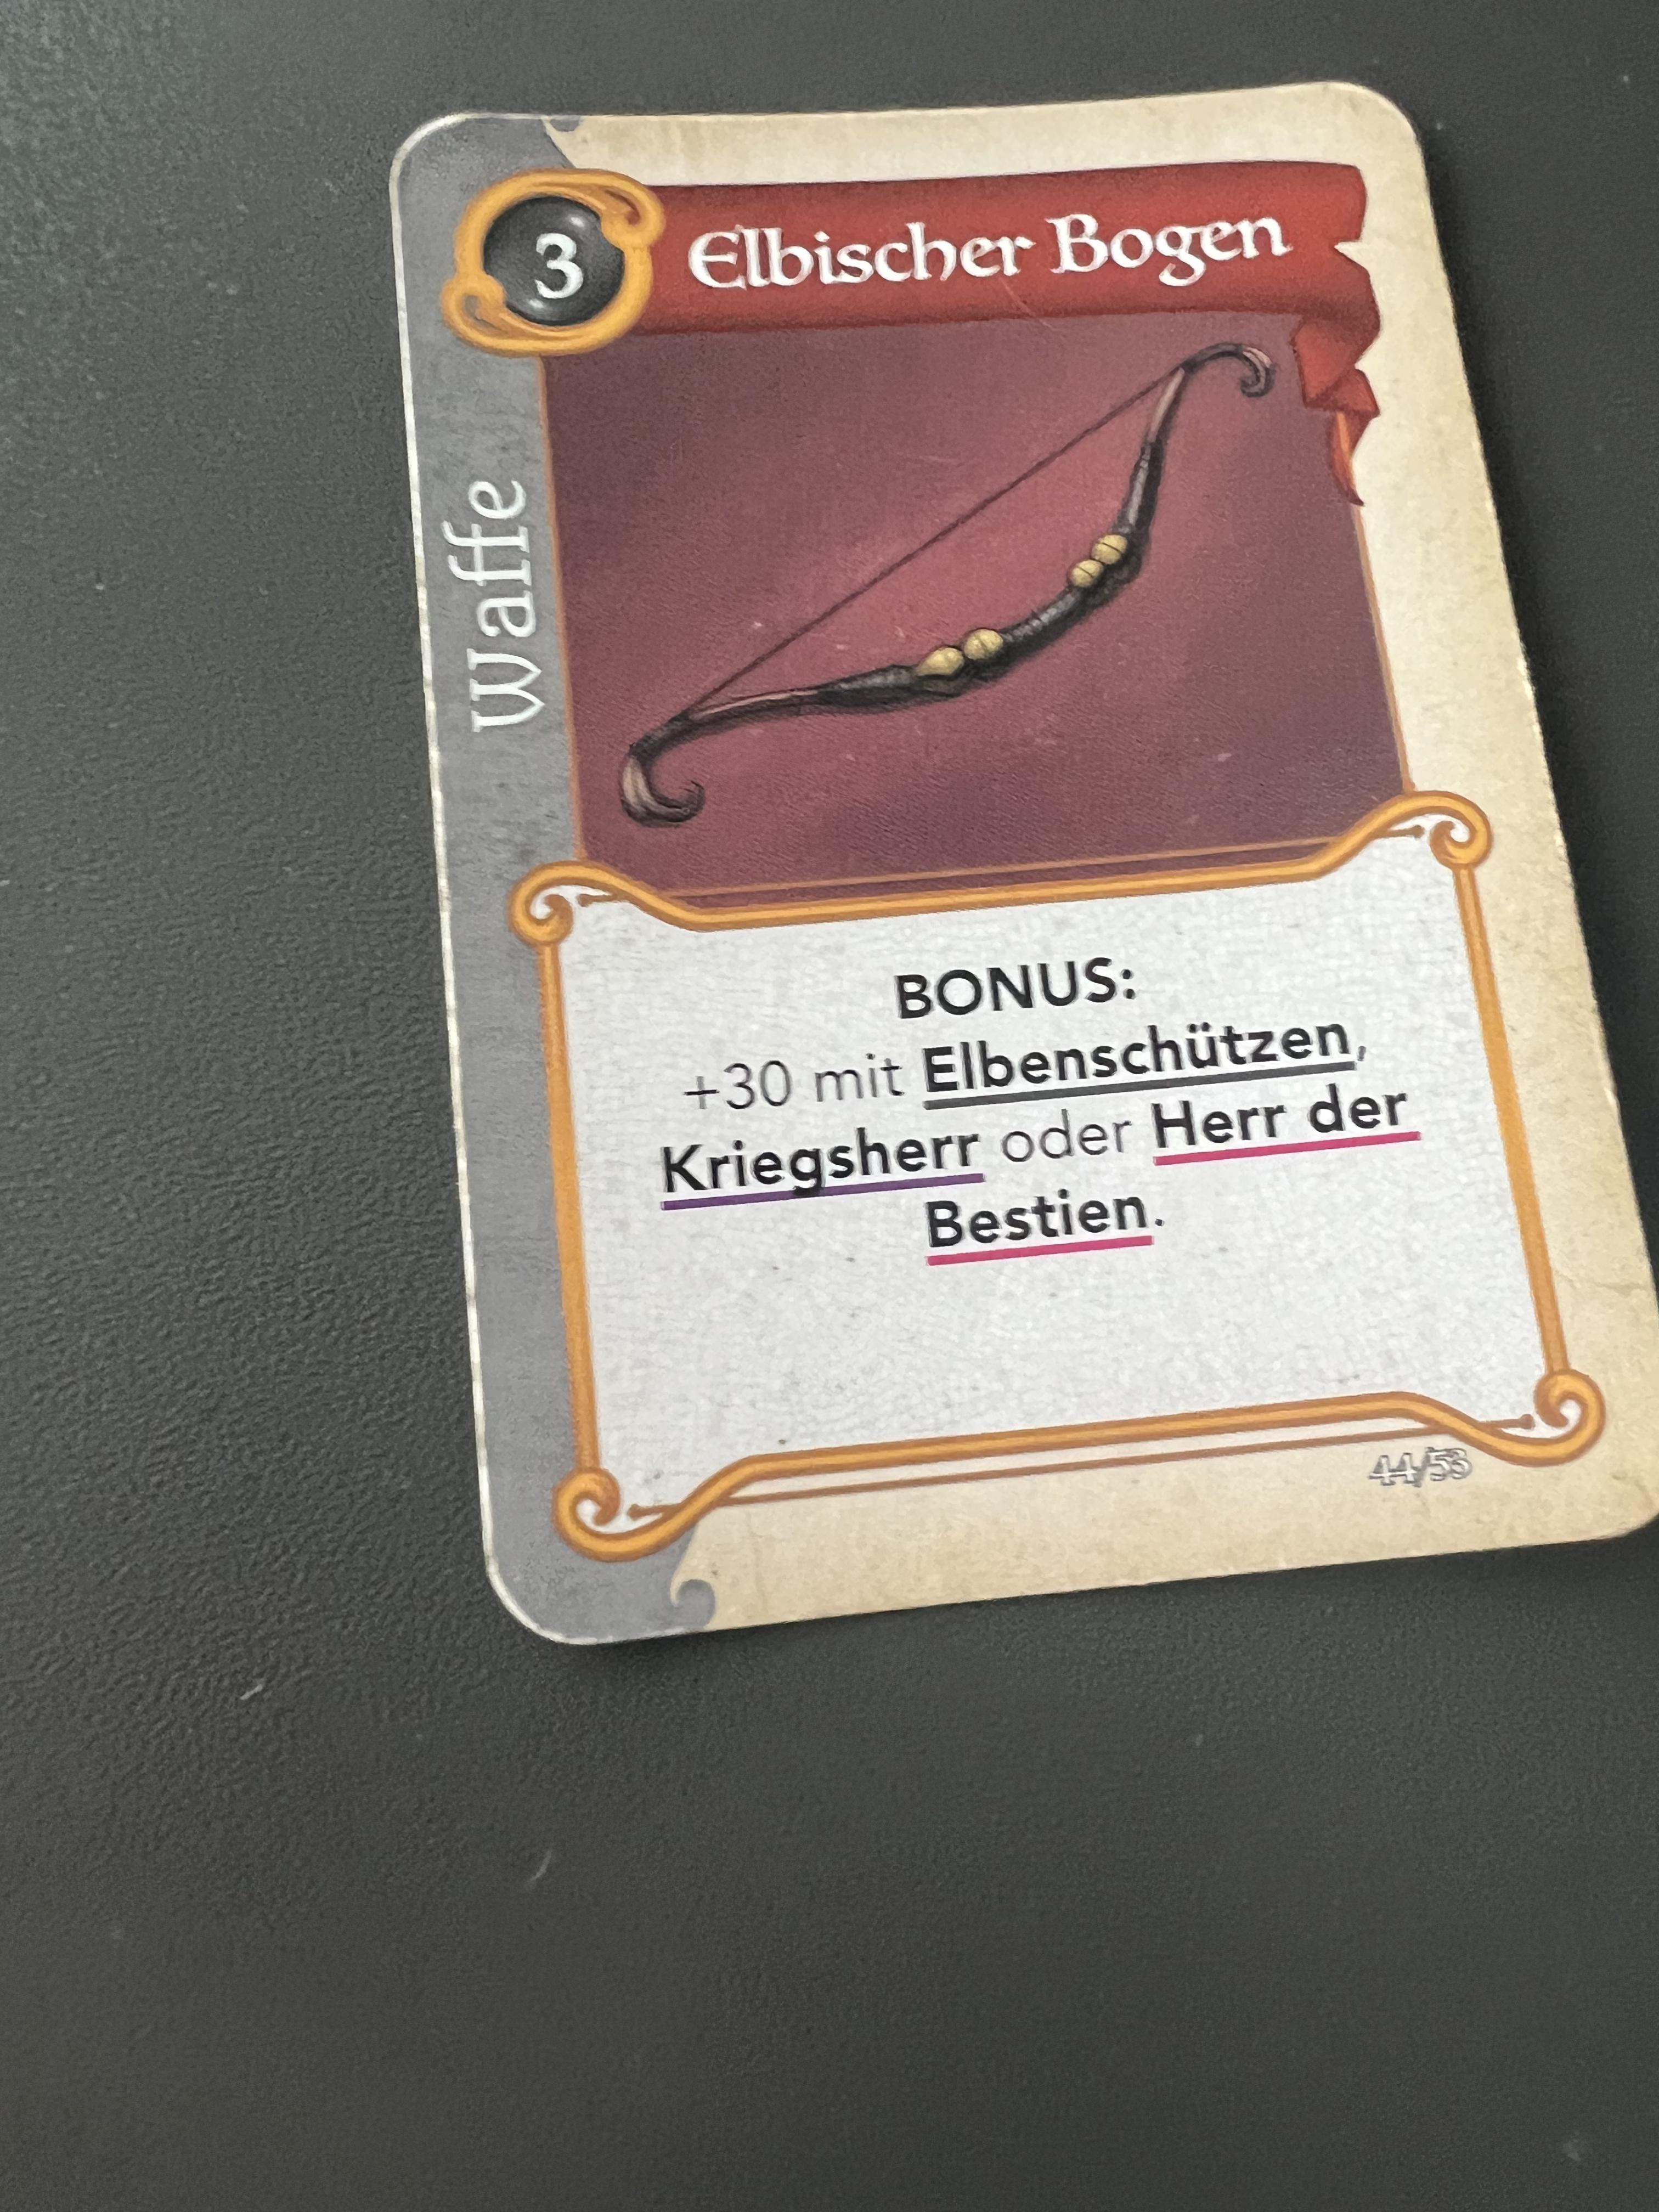 3
Elbischer Bogen
Waffe
BONUS:
+30 mit Elbenschützen,
Kriegsherr oder Herr der
Bestien.
44/53